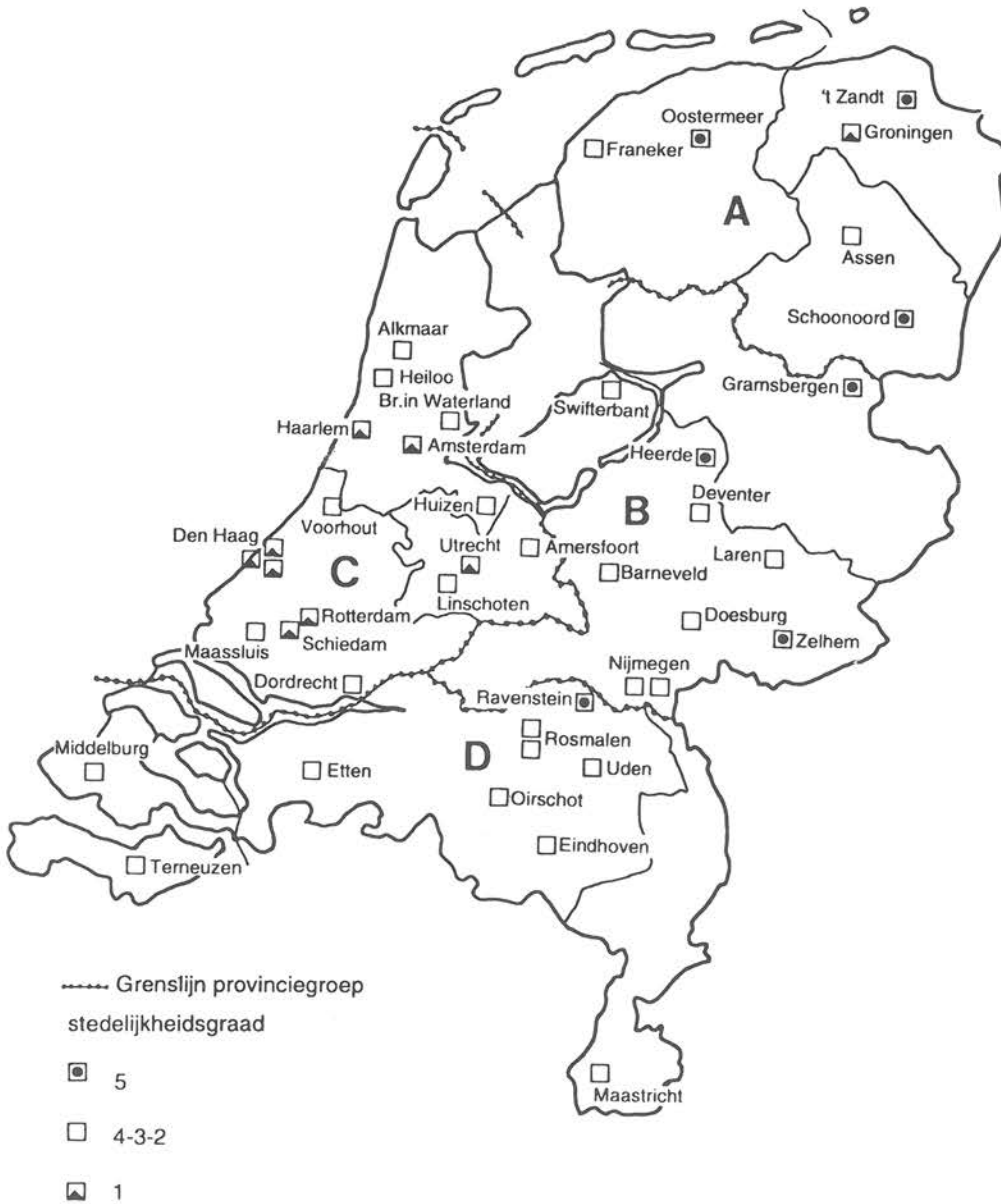 't Zandt
Oostermeer
Groningen
Franeker
A
Assen
Schoonoord
Alkmaar
Heiloo
Gramsbergen
Br.in Waterland
Swifterbant
Haarlem
Amsterdam
Heerde
Deventer
Huizen
B
Voorhout
Den Haag
Utrecht
Amersfoort
Laren
C
Barneveld
Linschoten
Rotterdam
Doesburg
Schiedam
Zelhem
Maassluis
Nijmegen
Dordrecht
Ravenstein
Rosmalen
D
Middelburg
Etten
Uden
Oirschot
Eindhoven
Terneuzen
Grenslijn provinciegroep
stedelijkheidsgraad
5
Maastricht
4-3-2
1